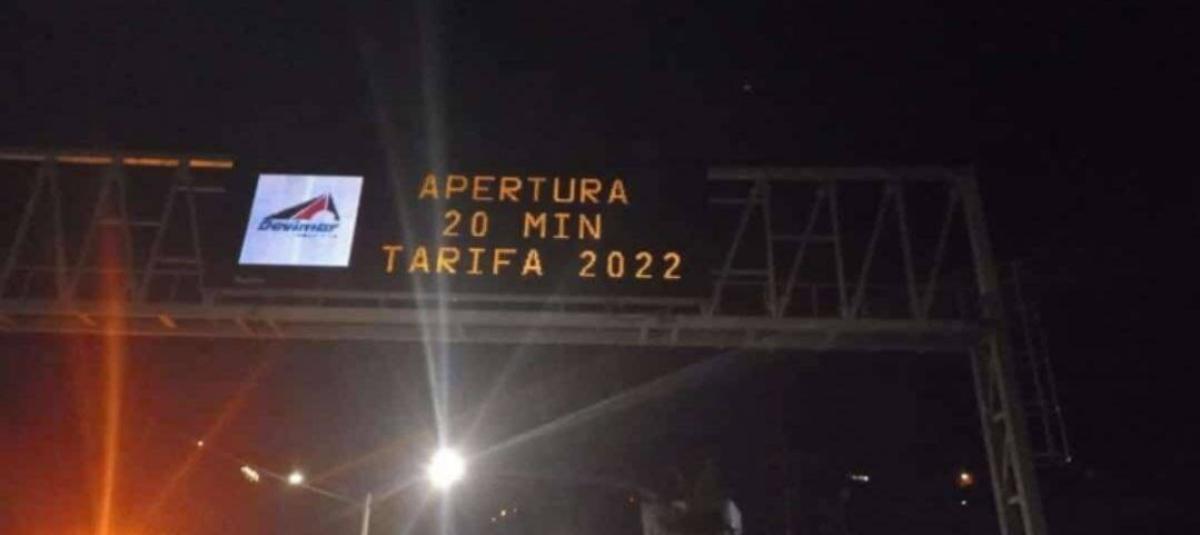 Devimar
APERTURA
20 MIN
TARIFA 2022